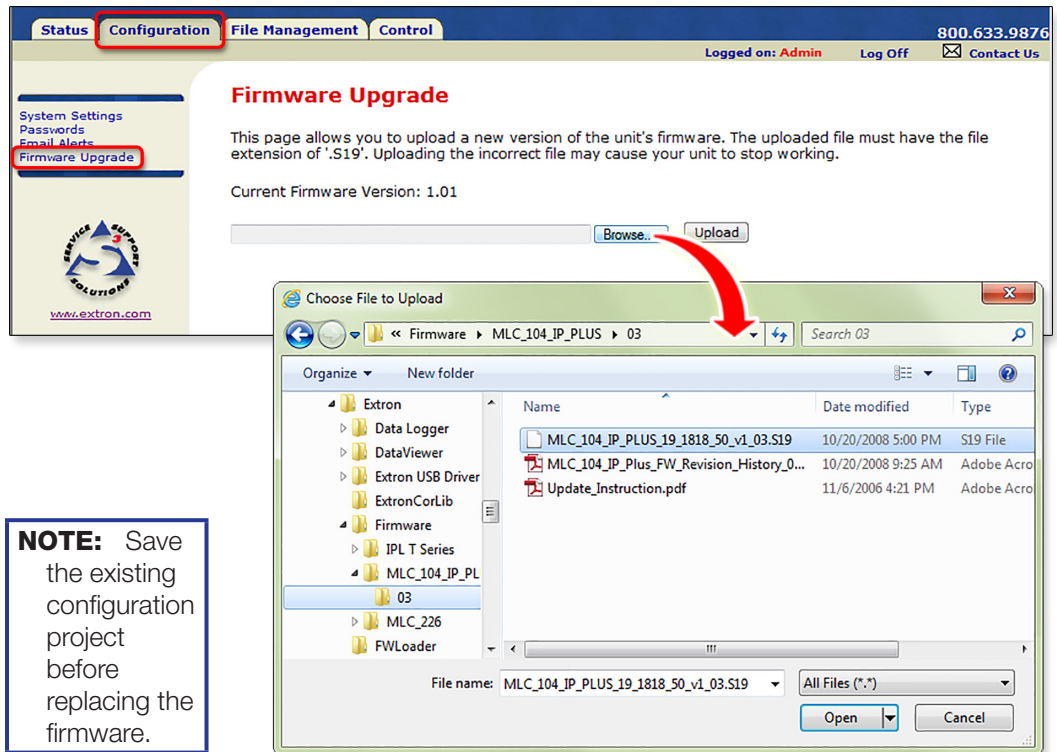 Status Configuration File Management Control
800.633.9876
Logged on: Admin Log Off Contact Us
System Settings
Passwords
Email Alerts
Firmware Upgrade
Firmware Upgrade
This page allows you to upload a new version of the unit's firmware. The uploaded file must have the file
extension of '.S19'. Uploading the incorrect file may cause your unit to stop working.
Current Firmware Version: 1.01
Browse... Upload
SERVICE SUPPORT SOLUTIONS
S3
www.extron.com
Choose File to Upload
x
« Firmware MLC_104_IP_PLUS 03 Search 03
Organize New folder
Extron
Data Logger
DataViewer
Extron USB Driver
ExtronCorLib
Firmware
IPL T Series
MLC_104_IP_PL
03
MLC_226
FWLoader
Name Date modified Type
MLC_104_IP_PLUS_19_1818_50_v1_03.S19 10/20/2008 5:00 PM S19 File
MLC_104_IP_Plus_FW_Revision_History_0... 10/20/2008 9:25 AM Adobe Acro
Update_Instruction.pdf 11/6/2006 4:21 PM Adobe Acro
File name: MLC_104_IP_PLUS_19_1818_50_v1_03.S19 All Files (*.*)
Open Cancel
NOTE: Save
the existing
configuration
project
before
replacing the
firmware.